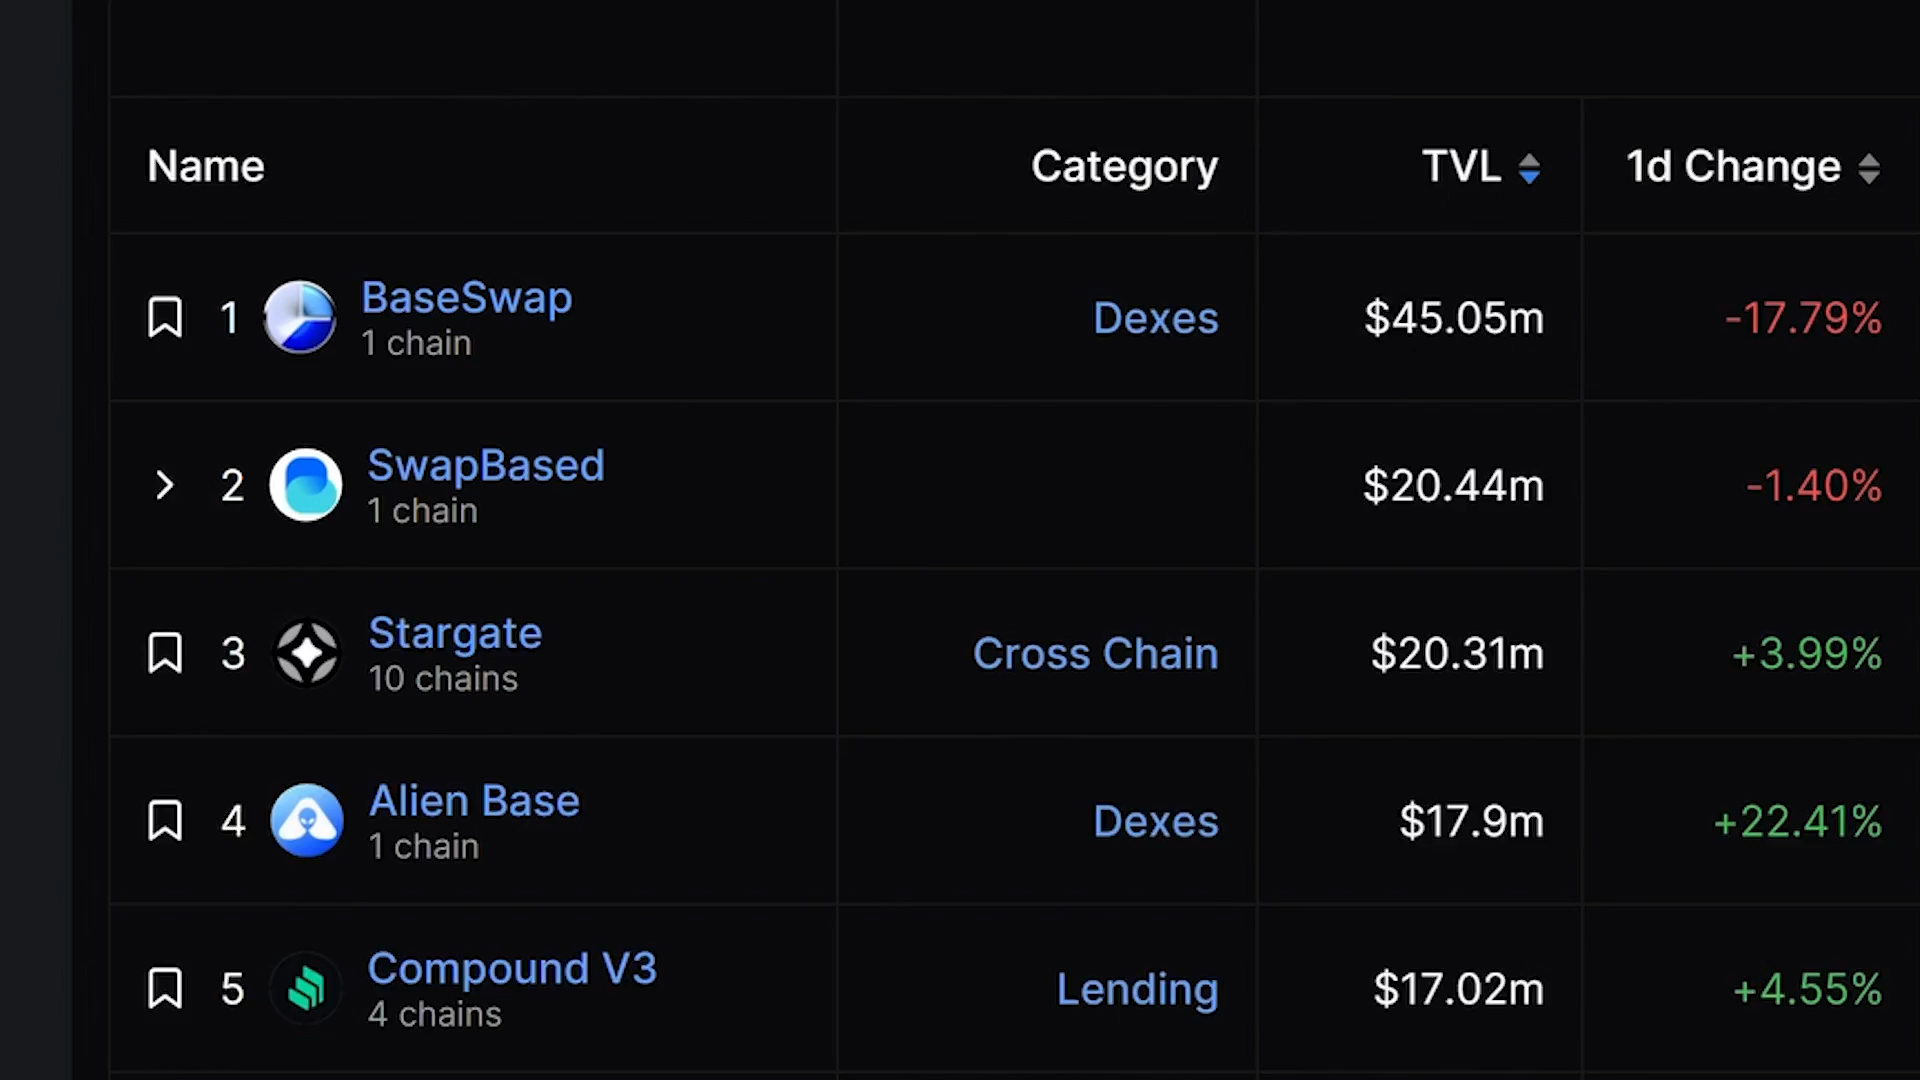 Name Category TVL 1d Change
1 BaseSwap Dexes $45.05m -17.79%
1 chain
2 SwapBased $20.44m -1.40%
1 chain
3 Stargate Cross Chain $20.31m +3.99%
10 chains
4 Alien Base Dexes $17.9m +22.41%
1 chain
5 Compound V3 Lending $17.02m +4.55%
4 chains